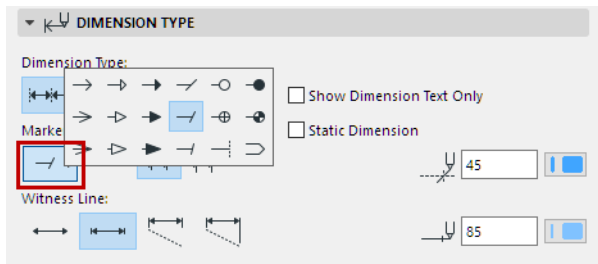 DIMENSION TYPE
Dimension Type:
Show Dimension Text Only
Marke
Static Dimension
45
Witness Line:
85